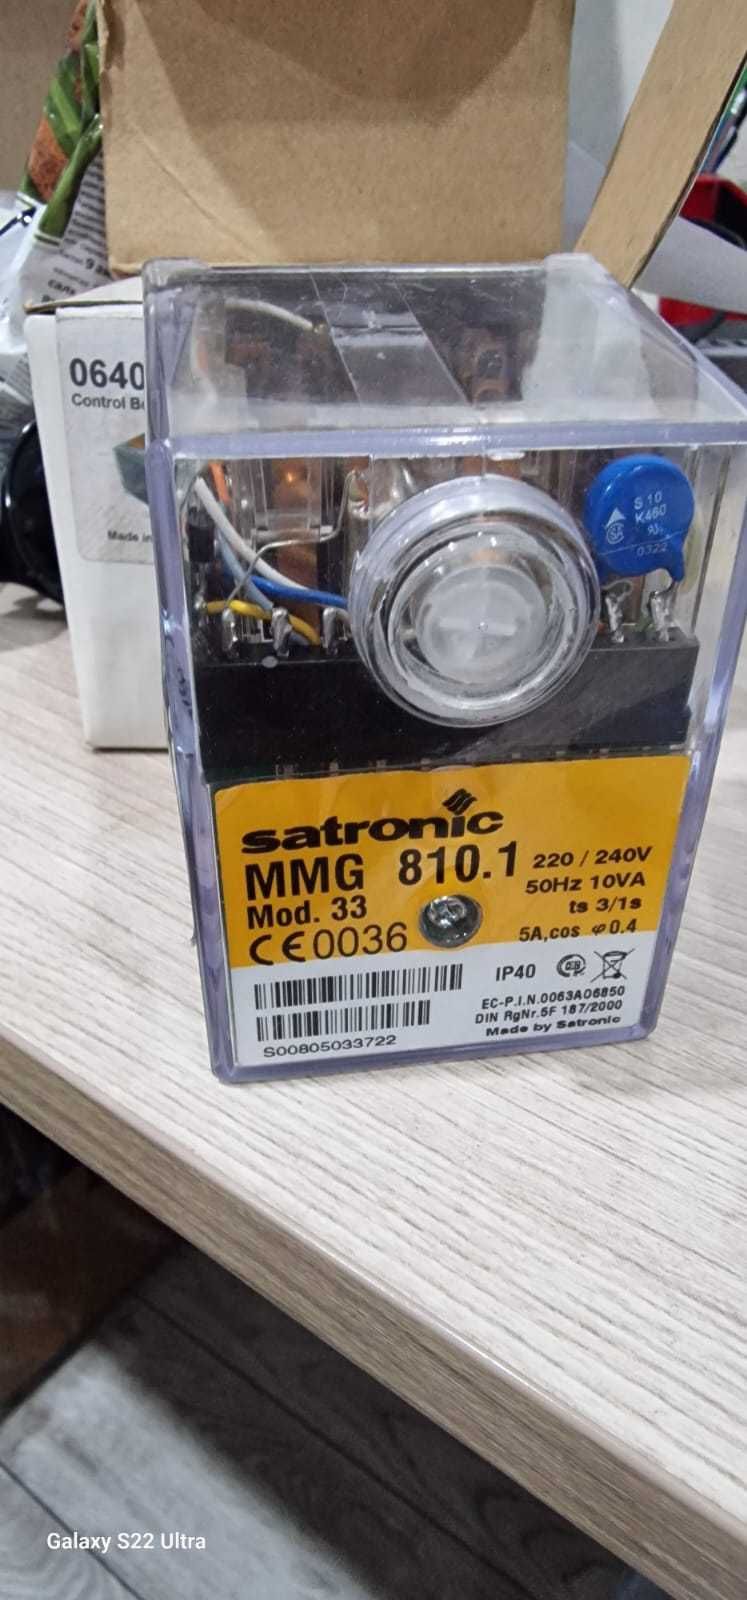 0640
Control B
Made in
S10
K460
0322
satronic
MMG 810.1
Mod. 33
CE0036
220 / 240V
50Hz 10VA
ts 3/1s
5A,cos φ0.4
IP40
EC-P.I.N.0063A06850
DIN RgNr.5F 187/2000
Made by Satronic
S00805033722
Galaxy S22 Ultra